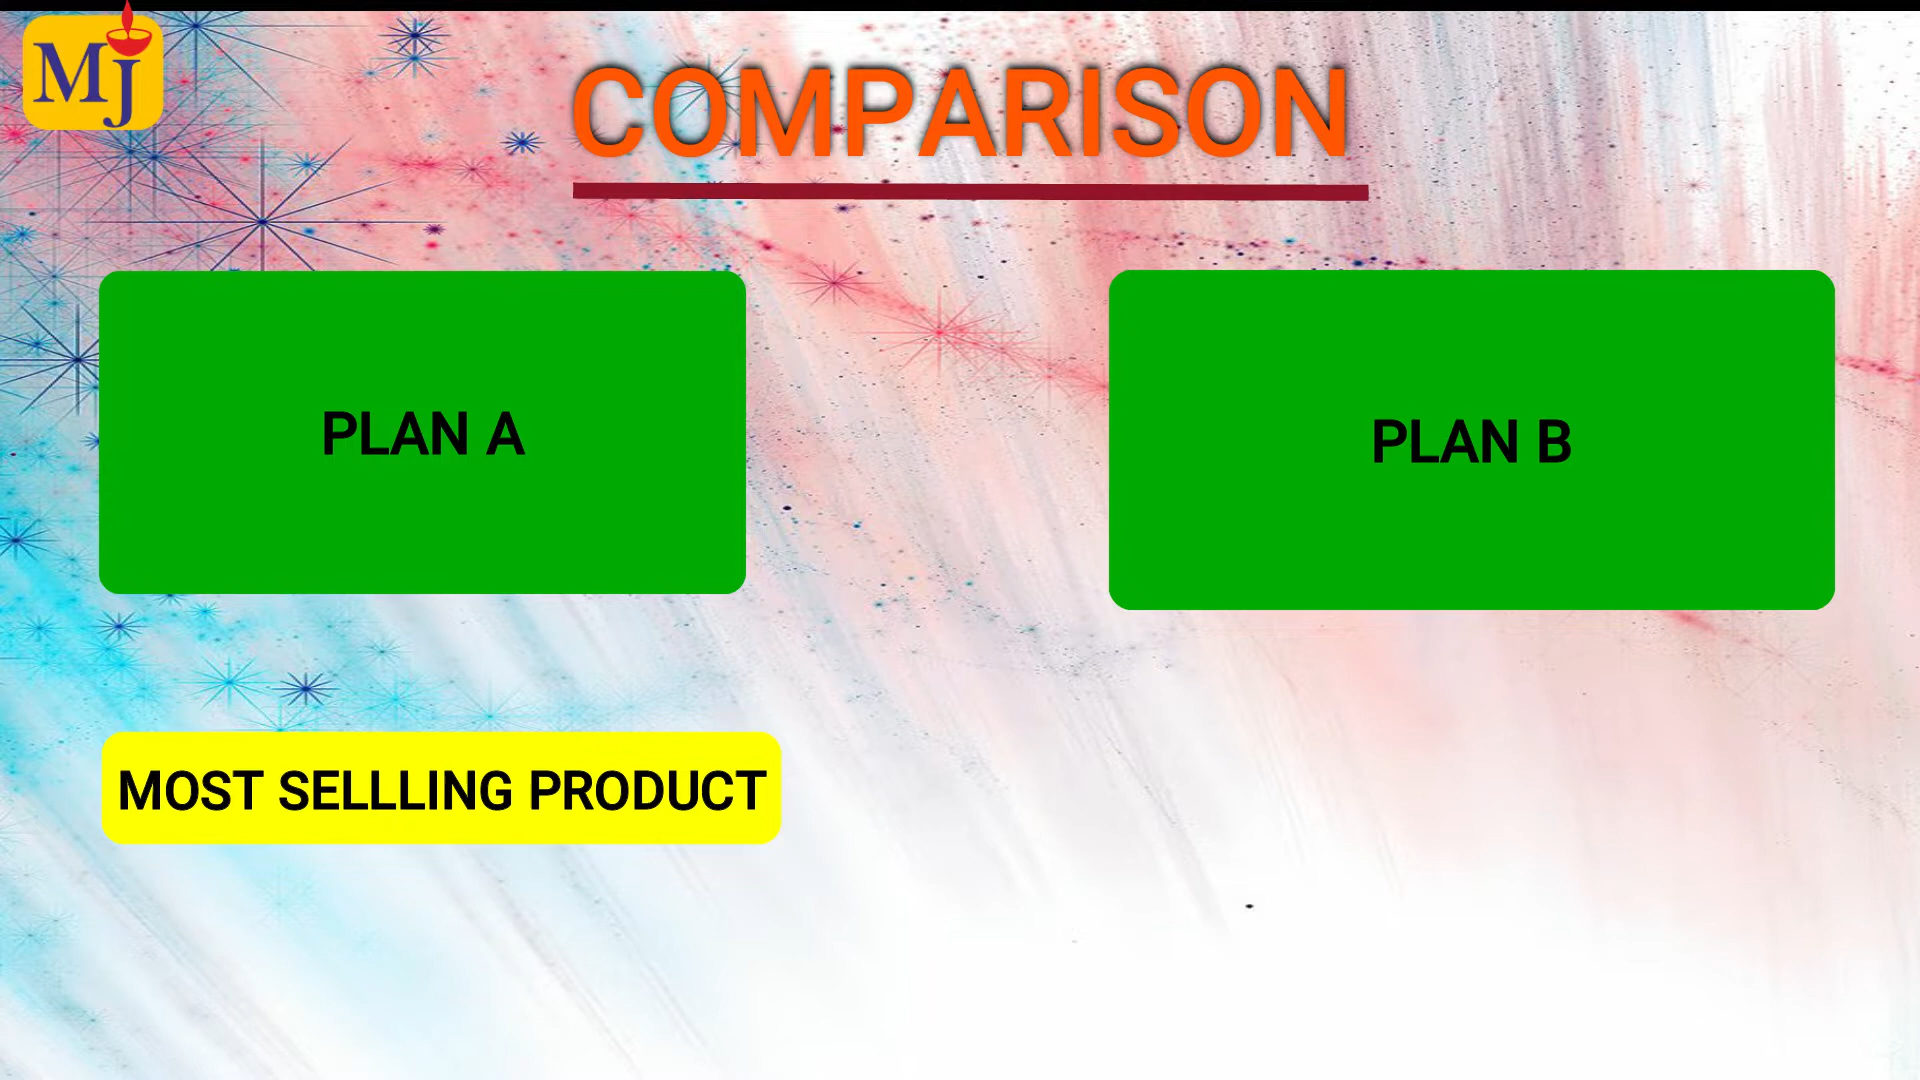 MJ
COMPARISON
PLAN A
PLAN B
MOST SELLLING PRODUCT